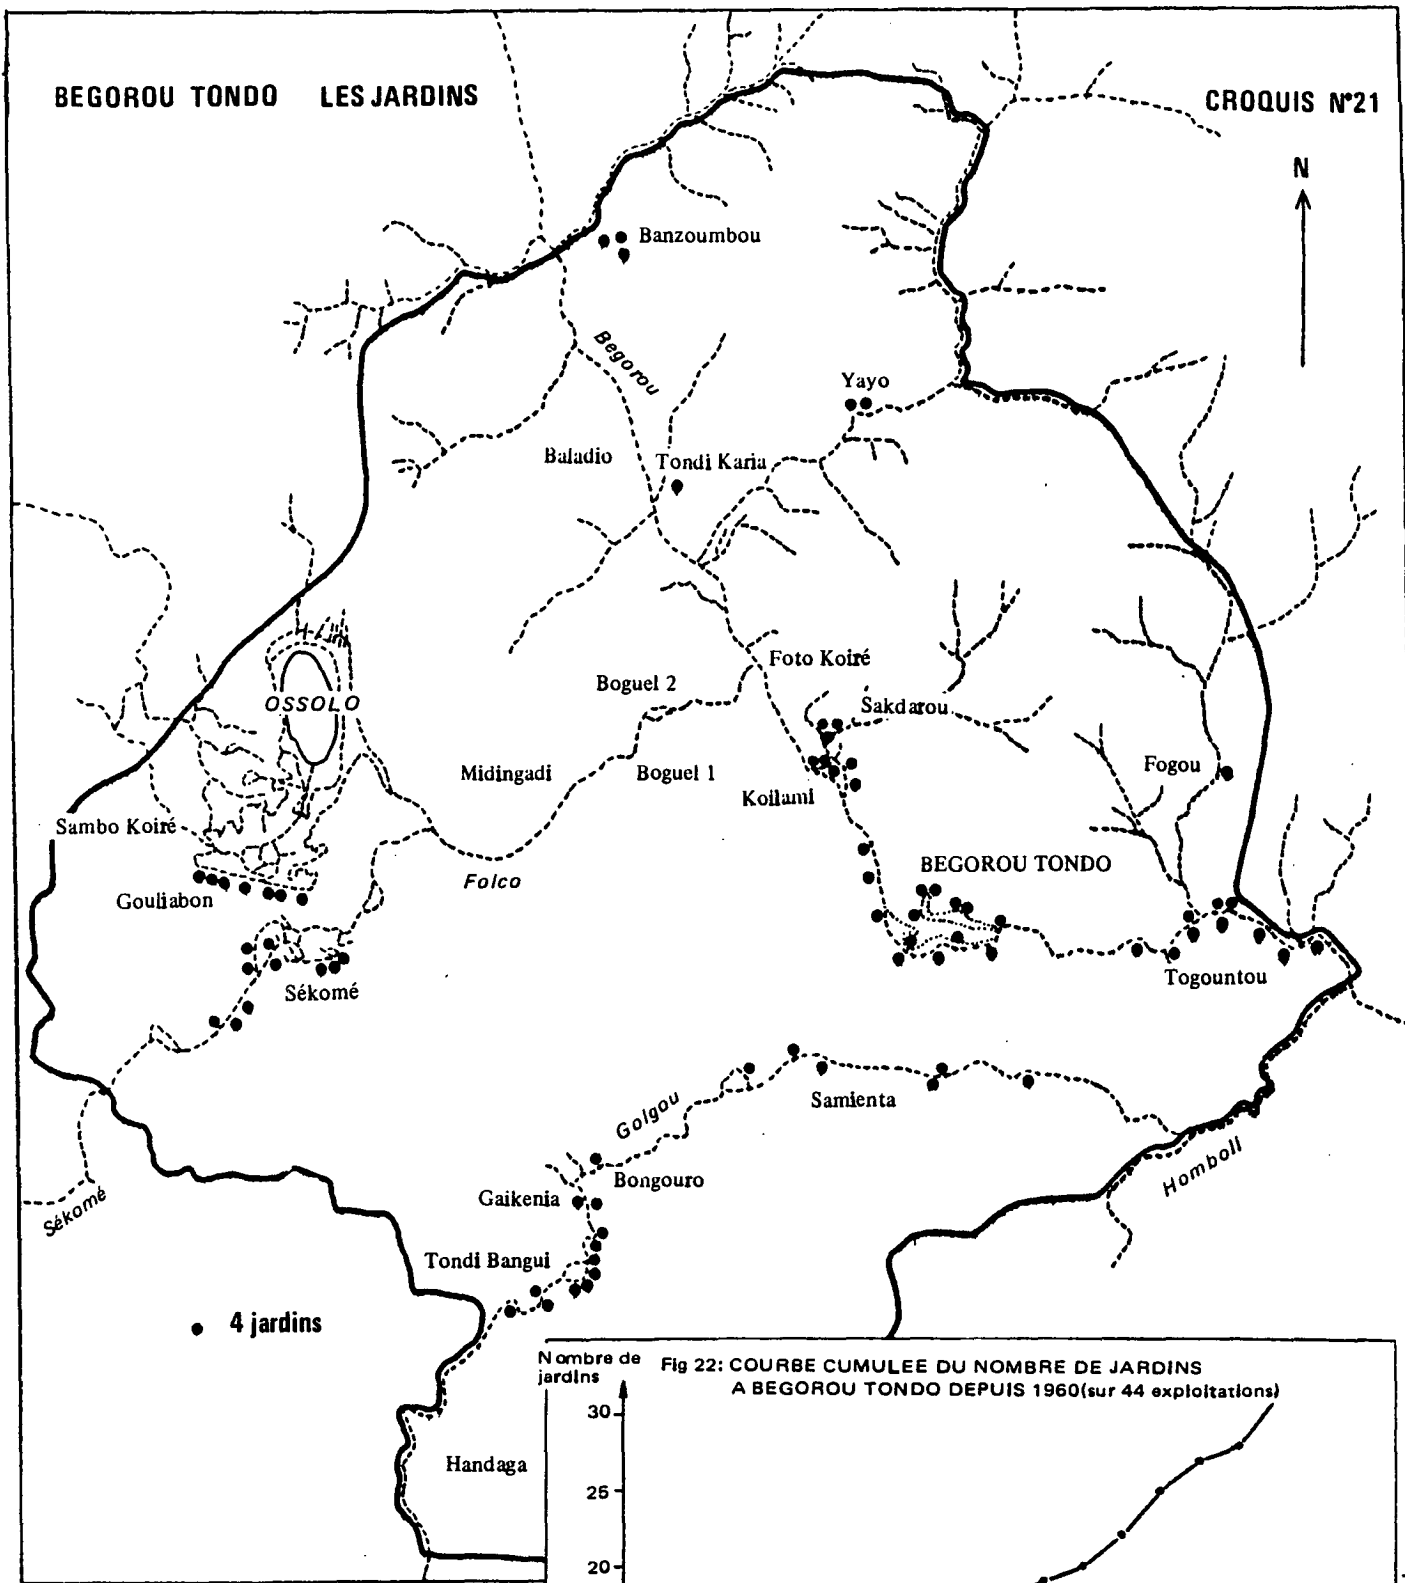 BEGOROU TONDO LES JARDINS
CROQUIS N°21
N
Banzoumbou
Begorou
Yayo
Baladio
Tondi Karia
Foto Koiré
Boguel 2
OSSOLO
Sakdarou
Midingadi
Boguel 1
Fogou
Koilami
Sambo Koiré
BEGOROU TONDO
Folco
Gouliabon
Togountou
Sékomé
Samienta
Golgou
Bongouro
Homboll
Gaikenia
Sékomé
Tondi Bangui
4 jardins
Nombre de
jardins
Fig 22: COURBE CUMULEE DU NOMBRE DE JARDINS
A BEGOROU TONDO DEPUIS 1960(sur 44 exploitations)
30
Handaga
25
20